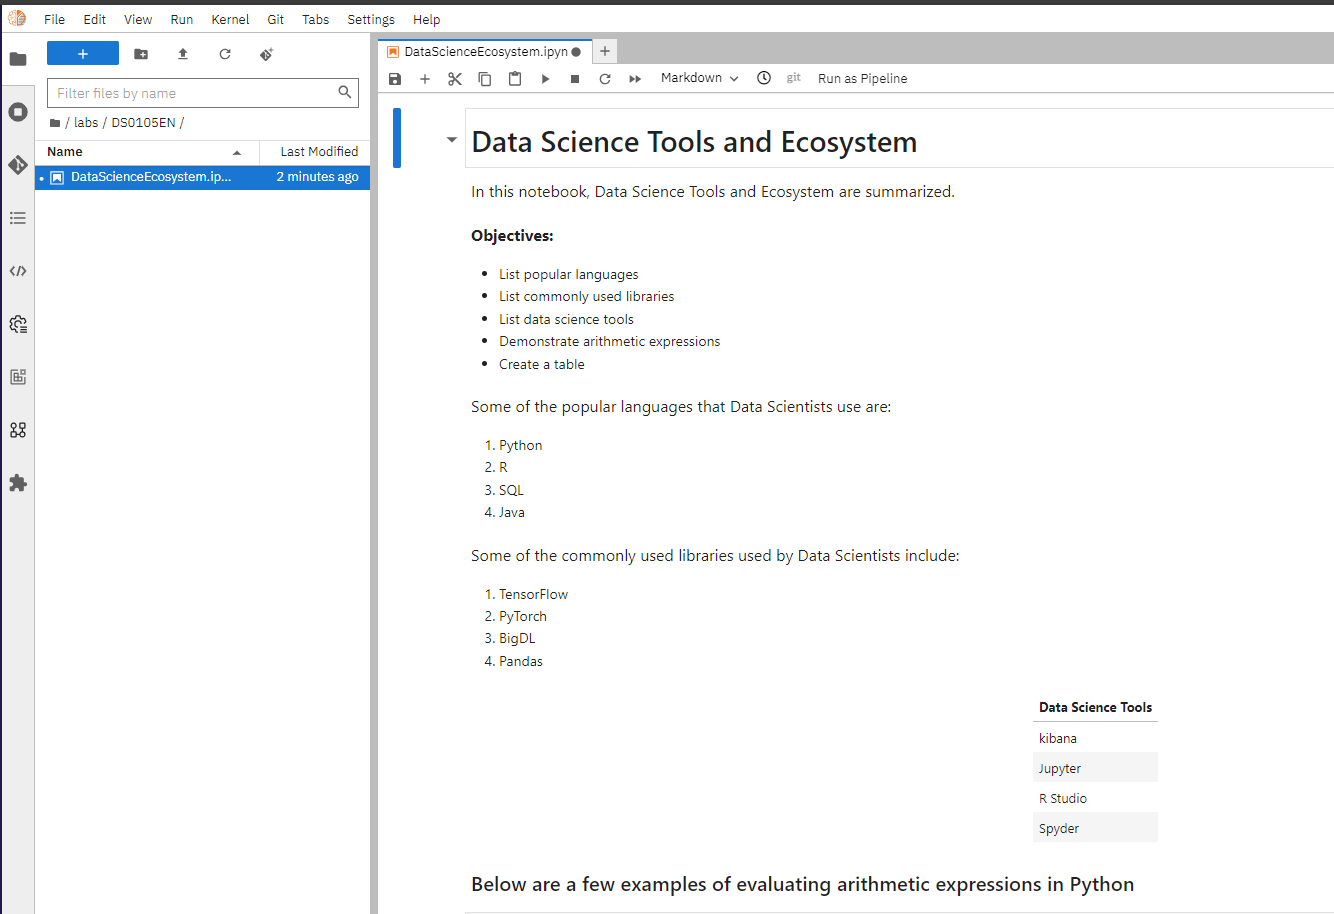 File Edit View Run Kernel Git Tabs Settings Help
DataScienceEcosystem.ipyn
Filter files by name
Markdown git Run as Pipeline
/ labs / DS0105EN /
Name Last Modified
DataScienceEcosystem.ip... 2 minutes ago
Data Science Tools and Ecosystem
In this notebook, Data Science Tools and Ecosystem are summarized.
Objectives:
• List popular languages
• List commonly used libraries
• List data science tools
• Demonstrate arithmetic expressions
• Create a table
Some of the popular languages that Data Scientists use are:
1. Python
2. R
3. SQL
4. Java
Some of the commonly used libraries used by Data Scientists include:
1. TensorFlow
2. PyTorch
3. BigDL
4. Pandas
Data Science Tools
kibana
Jupyter
R Studio
Spyder
Below are a few examples of evaluating arithmetic expressions in Python